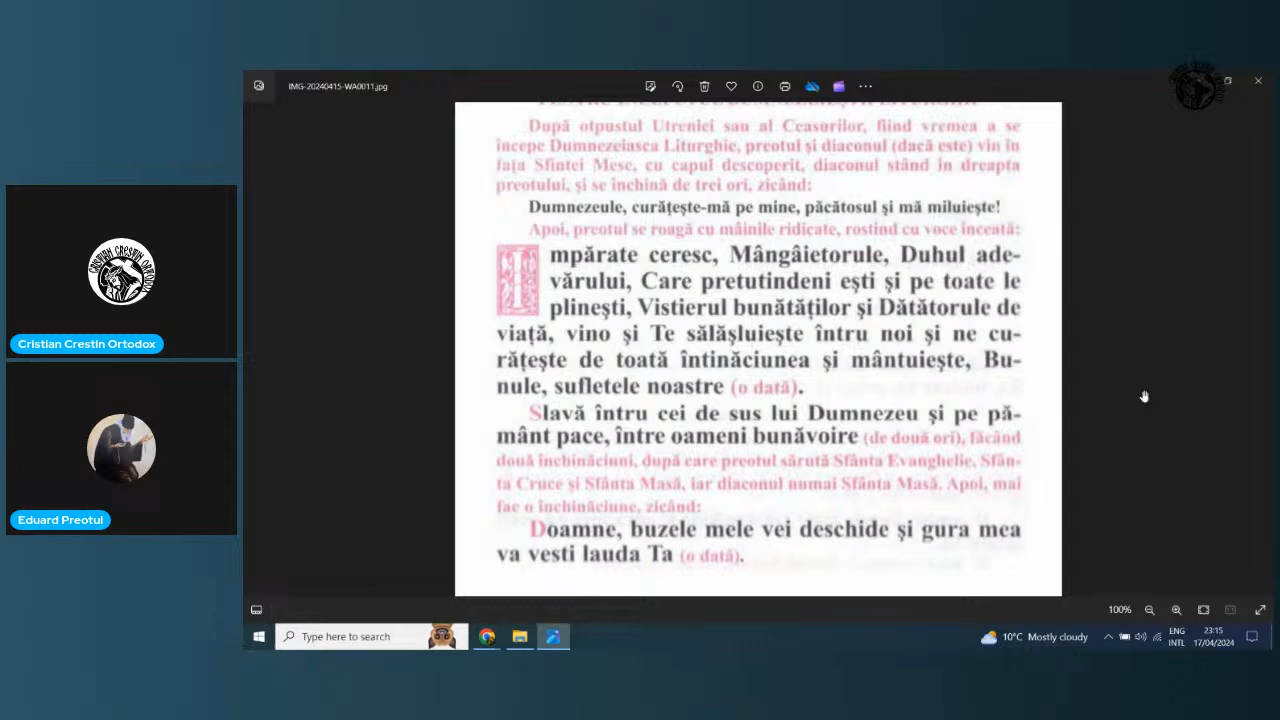 IMG-20240415-WA0011.jpg
După otpustul Utreniei sau al Ceasurilor, fiind vremea a se
începe Dumnezeiasca Liturghie, preotul și diaconul (dacă este) vin în
fața Sfintei Mese, cu capul descoperit, diaconul stând în dreapta
preotului, și se închină de trei ori, zicând:
Dumnezeule, curățește-mă pe mine, păcătosul și mă miluiește!
Apoi, preotul se roagă cu mâinile ridicate, rostind cu voce înceată:
Împărate ceresc, Mângâietorule, Duhul ade-
vărului, Care pretutindeni ești și pe toate le
plinești, Vistierul bunătăților și Dătătorule de
viață, vino și Te sălășluiește întru noi și ne cu-
rățește de toată întinăciunea și mântuiește, Bu-
nule, sufletele noastre (o dată).
Slavă întru cei de sus lui Dumnezeu și pe pă-
mânt pace, între oameni bunăvoire (de două ori), făcând
două închinăciuni, după care preotul sărută Sfânta Evanghelie, Sfân-
ta Cruce și Sfânta Masă, iar diaconul numai Sfânta Masă. Apoi, mai
fac o închinăciune, zicând:
Doamne, buzele mele vei deschide și gura mea
va vesti lauda Ta (o dată).
CRISTIAN CRESTIN ORTODOX
Cristian Crestin Ortodox
Eduard Preotul
100%
Type here to search
10°C Mostly cloudy
ENG
INTL
23:15
17/04/2024